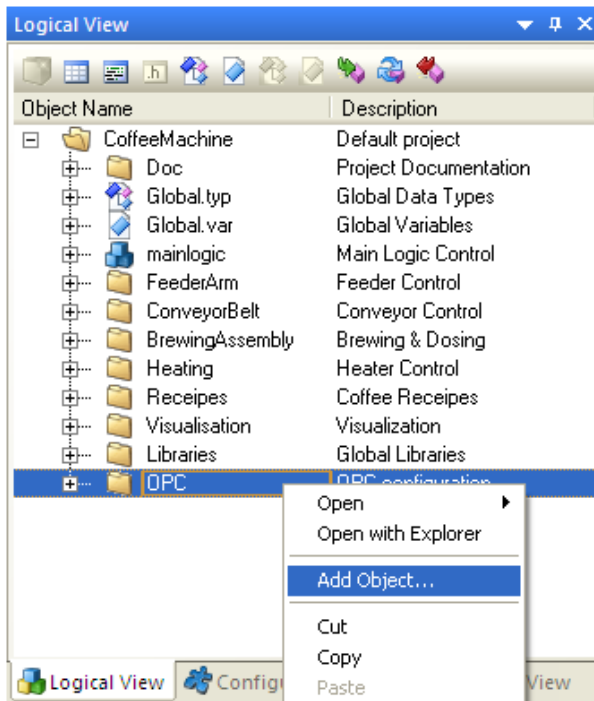 Logical View
.h
Object Name Description
CoffeeMachine Default project
Doc Project Documentation
Global.typ Global Data Types
Global.var Global Variables
mainlogic Main Logic Control
FeederArm Feeder Control
ConveyorBelt Conveyor Control
BrewingAssembly Brewing & Dosing
Heating Heater Control
Receipes Coffee Receipes
Visualisation Visualization
Libraries Global Libraries
OPC OPC configuration
Open
Open with Explorer
Add Object...
Cut
Copy
Paste
Logical View Configu View